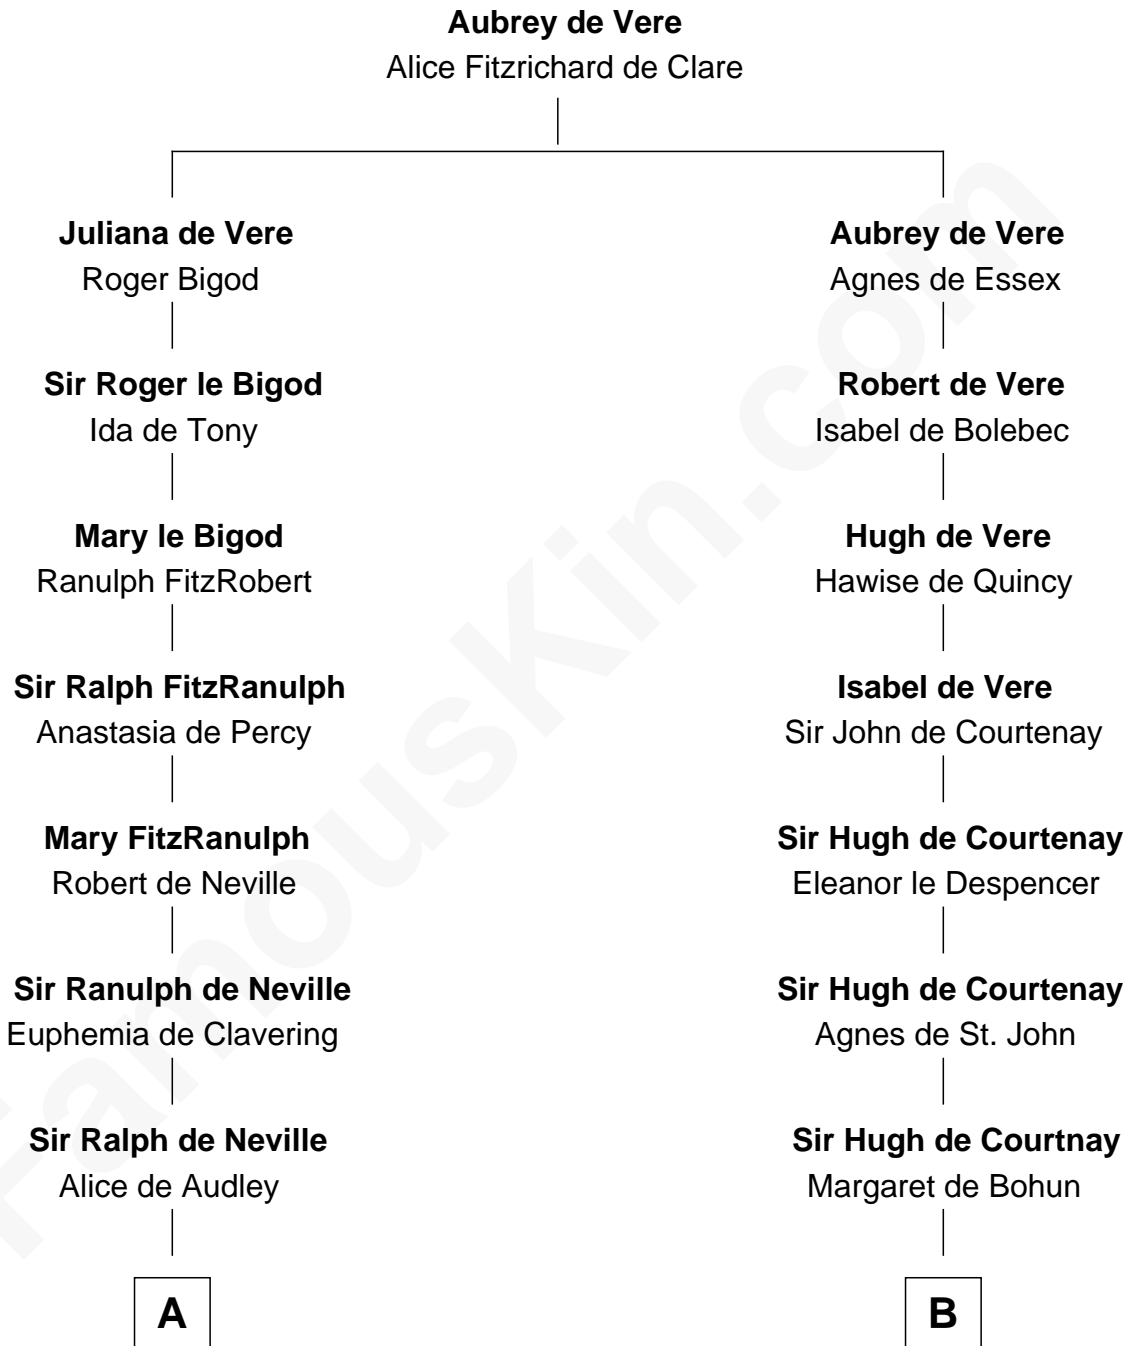 Aubrey de Vere
Alice Fitzrichard de Clare
Juliana de Vere
Roger Bigod
Aubrey de Vere
Agnes de Essex
Sir Roger le Bigod
Ida de Tony
Robert de Vere
Isabel de Bolebec
Mary le Bigod
Ranulph FitzRobert
Hugh de Vere
Hawise de Quincy
Sir Ralph FitzRanulph
Anastasia de Percy
Isabel de Vere
Sir John de Courtenay
Mary FitzRanulph
Robert de Neville
Sir Hugh de Courtenay
Eleanor le Despencer
Sir Ranulph de Neville
Euphemia de Clavering
Sir Hugh de Courtenay
Agnes de St. John
Sir Ralph de Neville
Alice de Audley
Sir Hugh de Courtnay
Margaret de Bohun
A
B
FamousKin.com